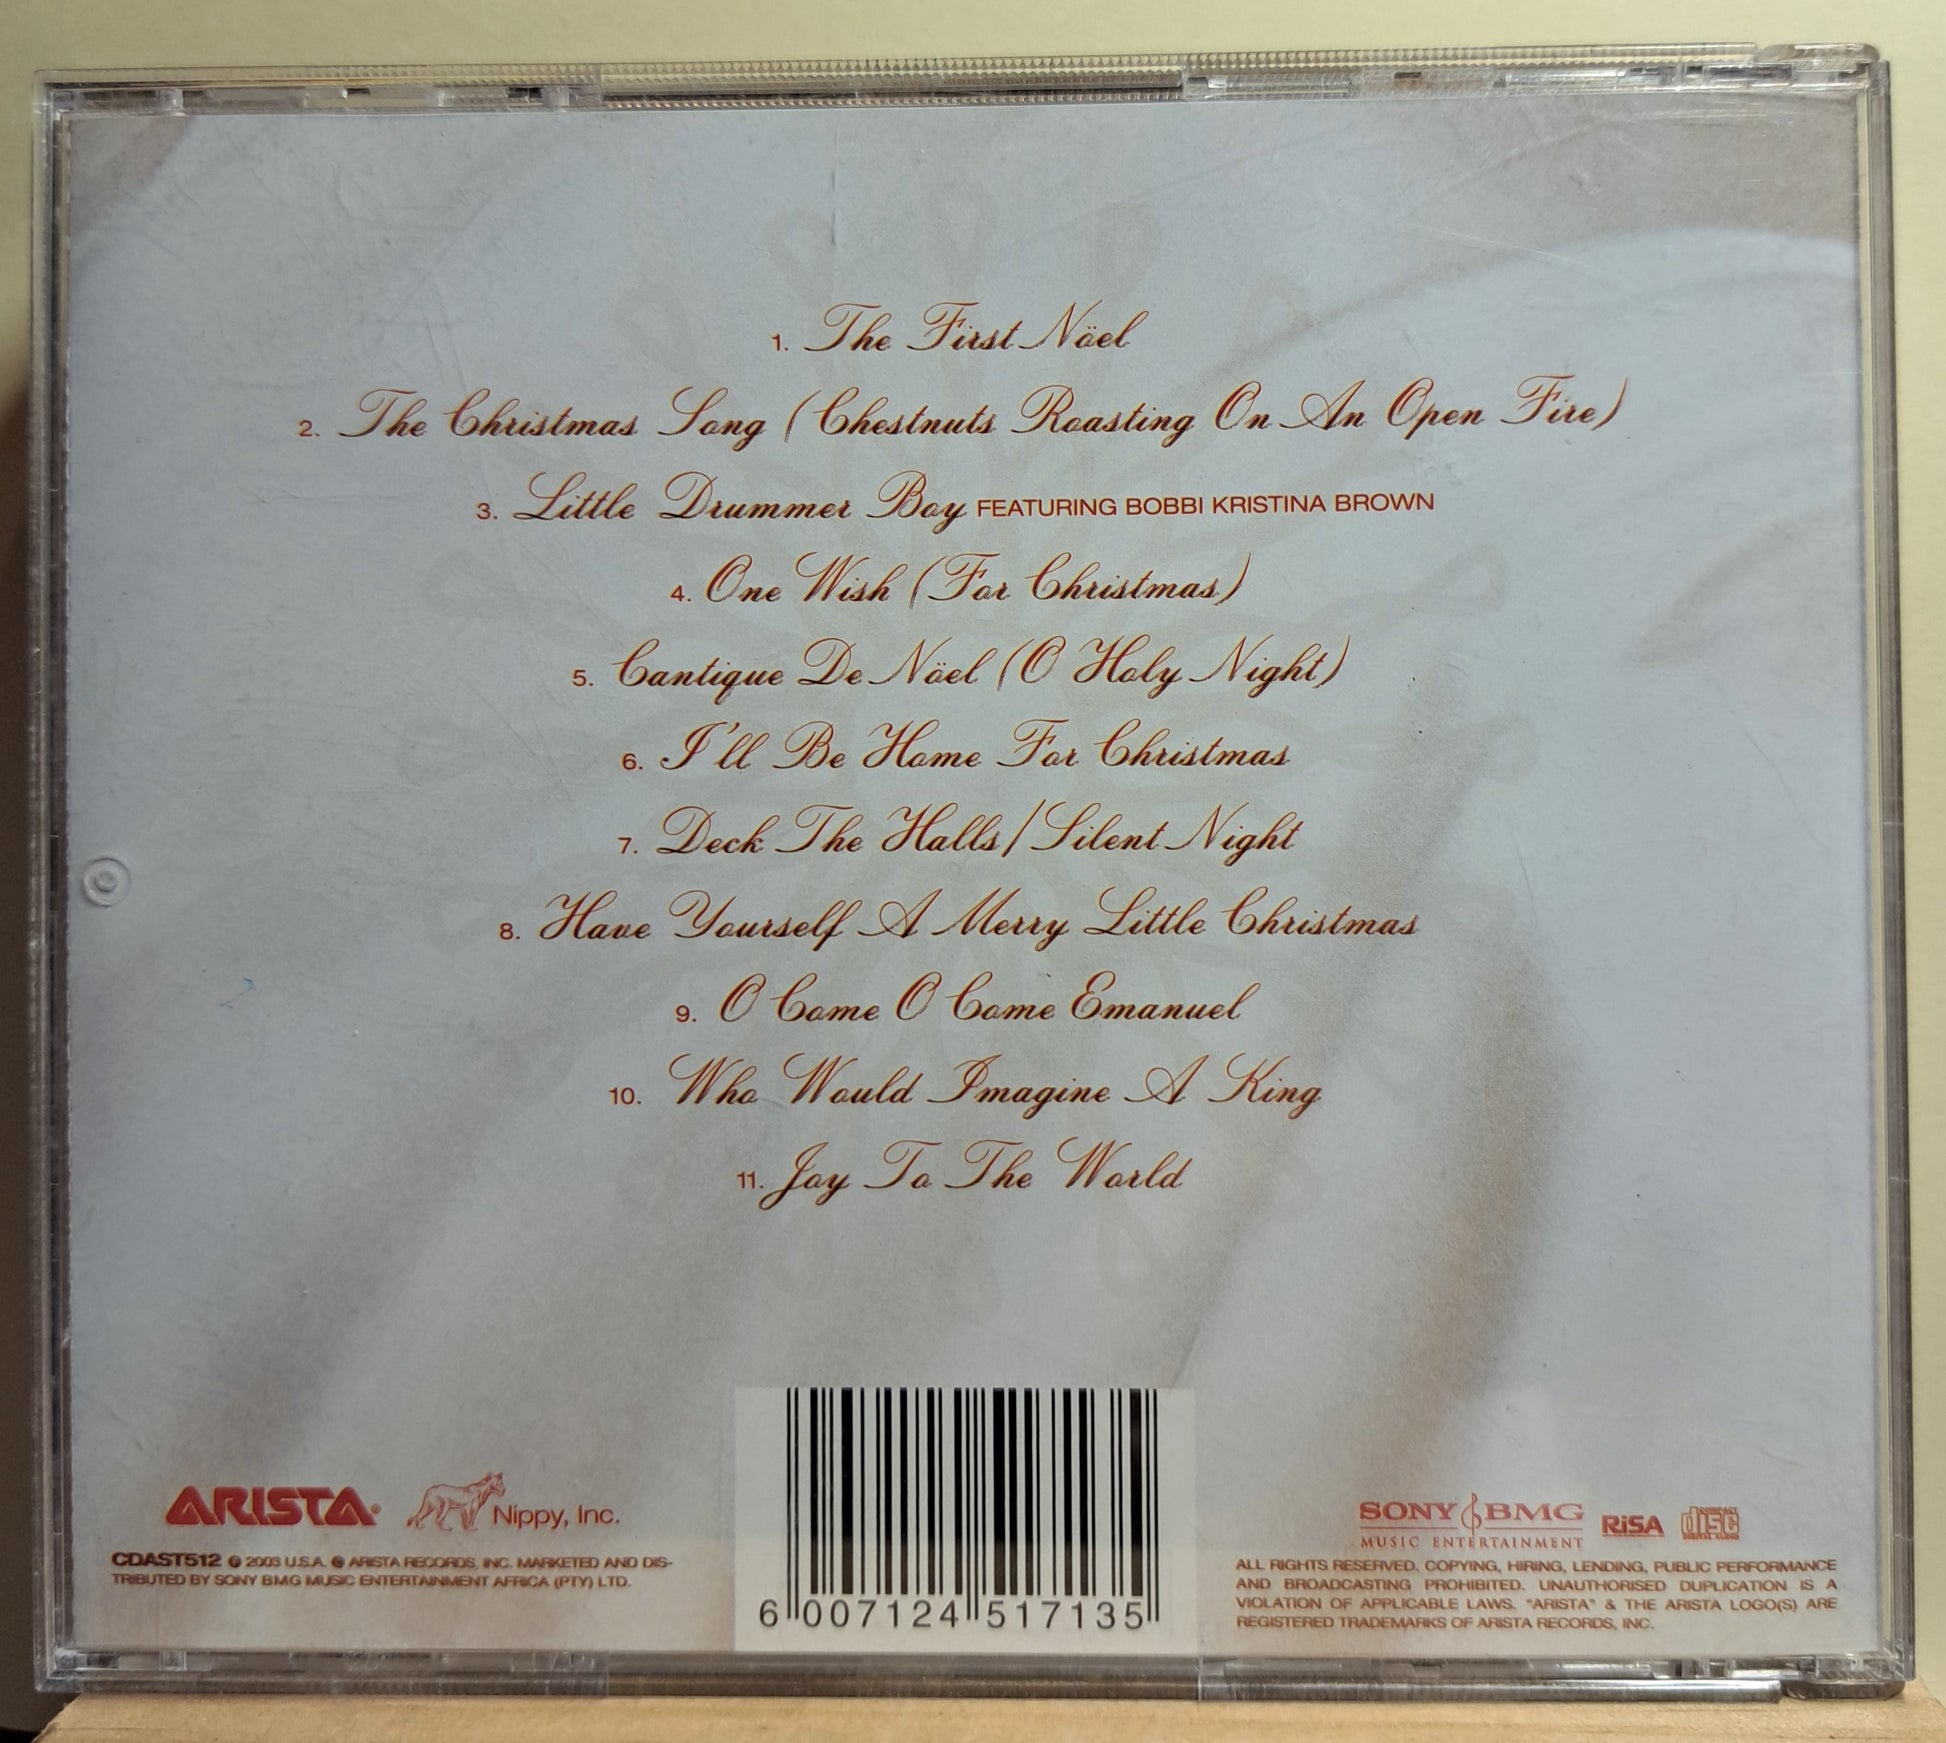 1. The First Nöel
2. The Christmas Song (Chestnuts Roasting On An Open Fire)
3. Little Drummer Boy FEATURING BOBBI KRISTINA BROWN
4. One Wish (For Christmas)
5. Cantique De Nöel (O Holy Night)
6. I'll Be Home For Christmas
7. Deck The Halls/Silent Night
8. Have Yourself A Merry Little Christmas
9. O Come O Come Emanuel
10. Who Would Imagine A King
11. Joy To The World
ARISTA®
Nippy, Inc.
CDAST512 ℗ 2003 U.S.A. © ARISTA RECORDS, INC. MARKETED AND DIS-
TRIBUTED BY SONY BMG MUSIC ENTERTAINMENT AFRICA (PTY) LTD.
6 007124 517135
SONY BMG
MUSIC ENTERTAINMENT
RiSA
COMPACT
disc
DIGITAL AUDIO
ALL RIGHTS RESERVED. COPYING, HIRING, LENDING, PUBLIC PERFORMANCE
AND BROADCASTING PROHIBITED. UNAUTHORISED DUPLICATION IS A
VIOLATION OF APPLICABLE LAWS. "ARISTA" & THE ARISTA LOGO(S) ARE
REGISTERED TRADEMARKS OF ARISTA RECORDS, INC.